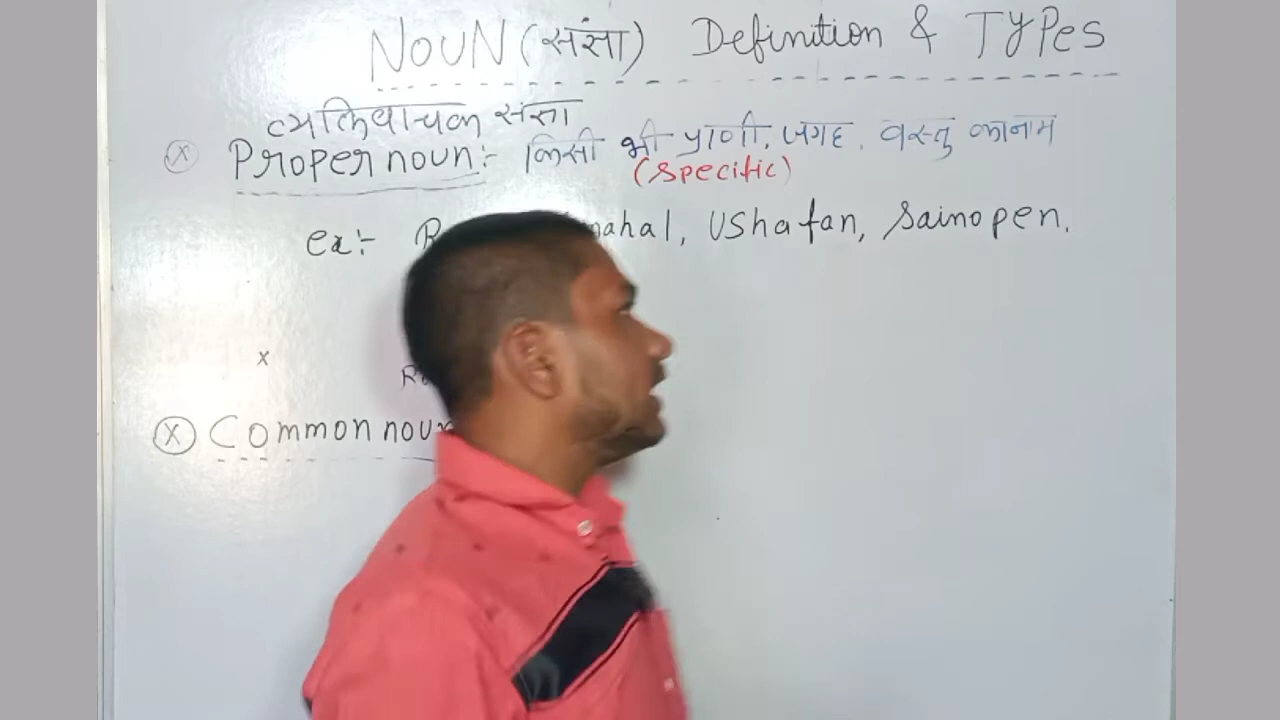 NOUN (संज्ञा) Definition & TYPes
व्यक्तिवाचक संज्ञा
Proper noun:- किसी भी प्राणी, जगह, वस्तु का नाम
(specific)
ex:- mahal, Ushafan, Sainopen.
x
Common noun